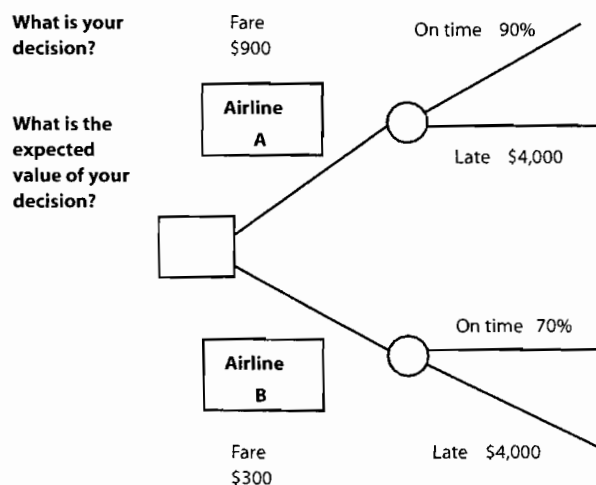 What is your
decision?
Fare
$900
On time 90%
Airline
A
What is the
expected
value of your
decision?
Late $4,000
On time 70%
Airline
B
Fare
$300
Late $4,000